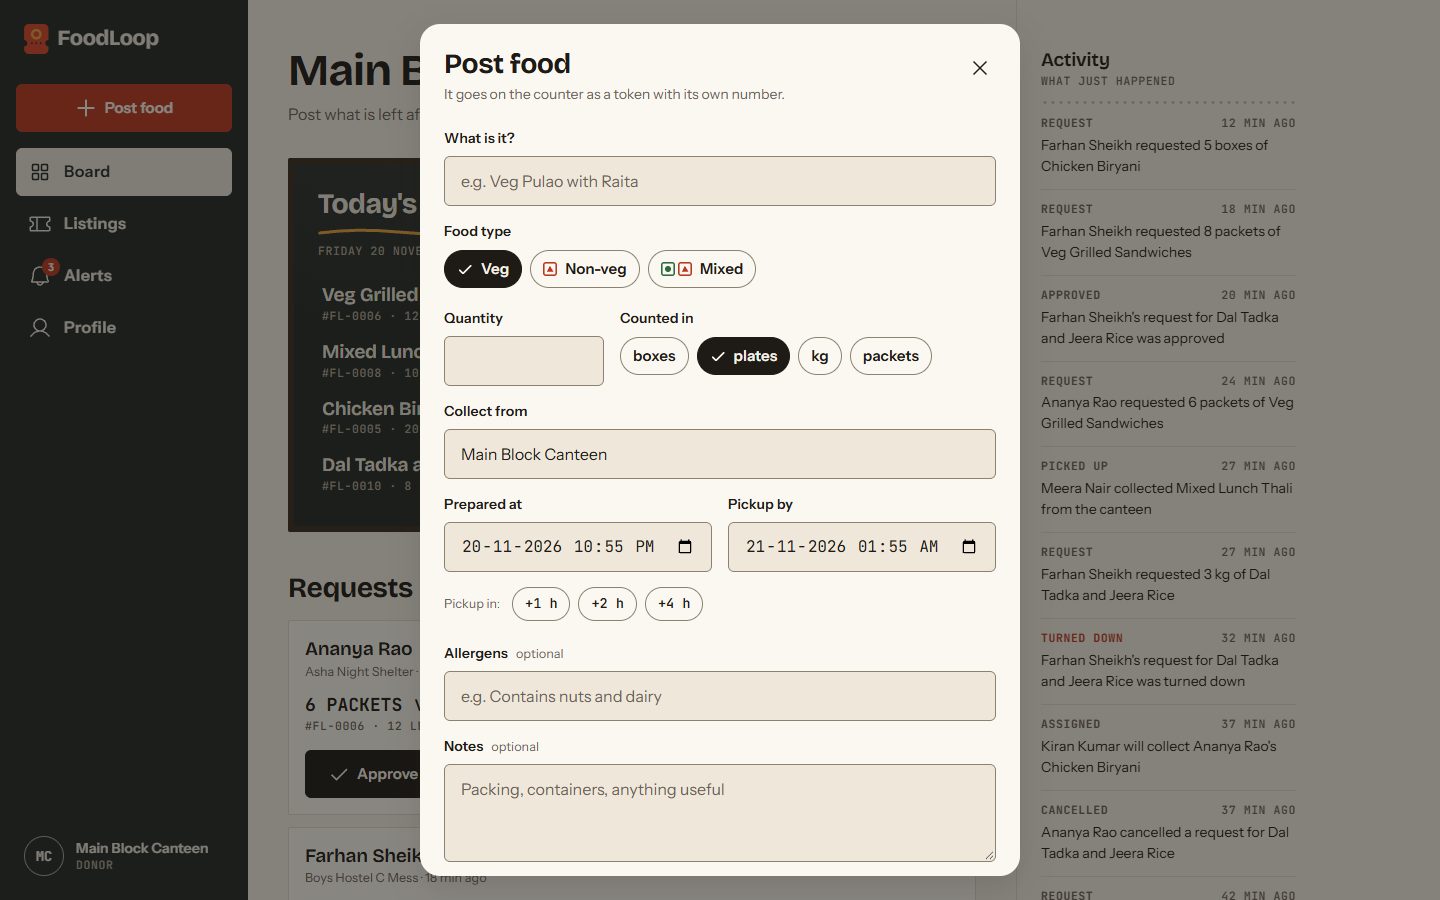 FoodLoop
Post food
Board
Listings
3
Alerts
Profile
MC
Main Block Canteen
DONOR
Main B
Post what is left af
Today's
FRIDAY 20 NOVE
Veg Grilled
#FL-0006 · 12
Mixed Lunc
#FL-0008 · 10
Chicken Bir
#FL-0005 · 20
Dal Tadka a
#FL-0010 · 8
Requests
Ananya Rao
Asha Night Shelter ·
6 PACKETS
#FL-0006 · 12 L
Approve
Farhan Sheik
Boys Hostel C Mess · 18 min ago
Post food
It goes on the counter as a token with its own number.
What is it?
e.g. Veg Pulao with Raita
Food type
Veg
Non-veg
Mixed
Quantity
Counted in
boxes
plates
kg
packets
Collect from
Main Block Canteen
Prepared at
Pickup by
20-11-2026 10:55 PM
21-11-2026 01:55 AM
Pickup in:
+1 h
+2 h
+4 h
Allergens optional
e.g. Contains nuts and dairy
Notes optional
Packing, containers, anything useful
Activity
WHAT JUST HAPPENED
REQUEST 12 MIN AGO
Farhan Sheikh requested 5 boxes of
Chicken Biryani
REQUEST 18 MIN AGO
Farhan Sheikh requested 8 packets of
Veg Grilled Sandwiches
APPROVED 20 MIN AGO
Farhan Sheikh's request for Dal Tadka
and Jeera Rice was approved
REQUEST 24 MIN AGO
Ananya Rao requested 6 packets of Veg
Grilled Sandwiches
PICKED UP 27 MIN AGO
Meera Nair collected Mixed Lunch Thali
from the canteen
REQUEST 27 MIN AGO
Farhan Sheikh requested 3 kg of Dal
Tadka and Jeera Rice
TURNED DOWN 32 MIN AGO
Farhan Sheikh's request for Dal Tadka
and Jeera Rice was turned down
ASSIGNED 37 MIN AGO
Kiran Kumar will collect Ananya Rao's
Chicken Biryani
CANCELLED 37 MIN AGO
Ananya Rao cancelled a request for Dal
Tadka and Jeera Rice
REQUEST 42 MIN AGO